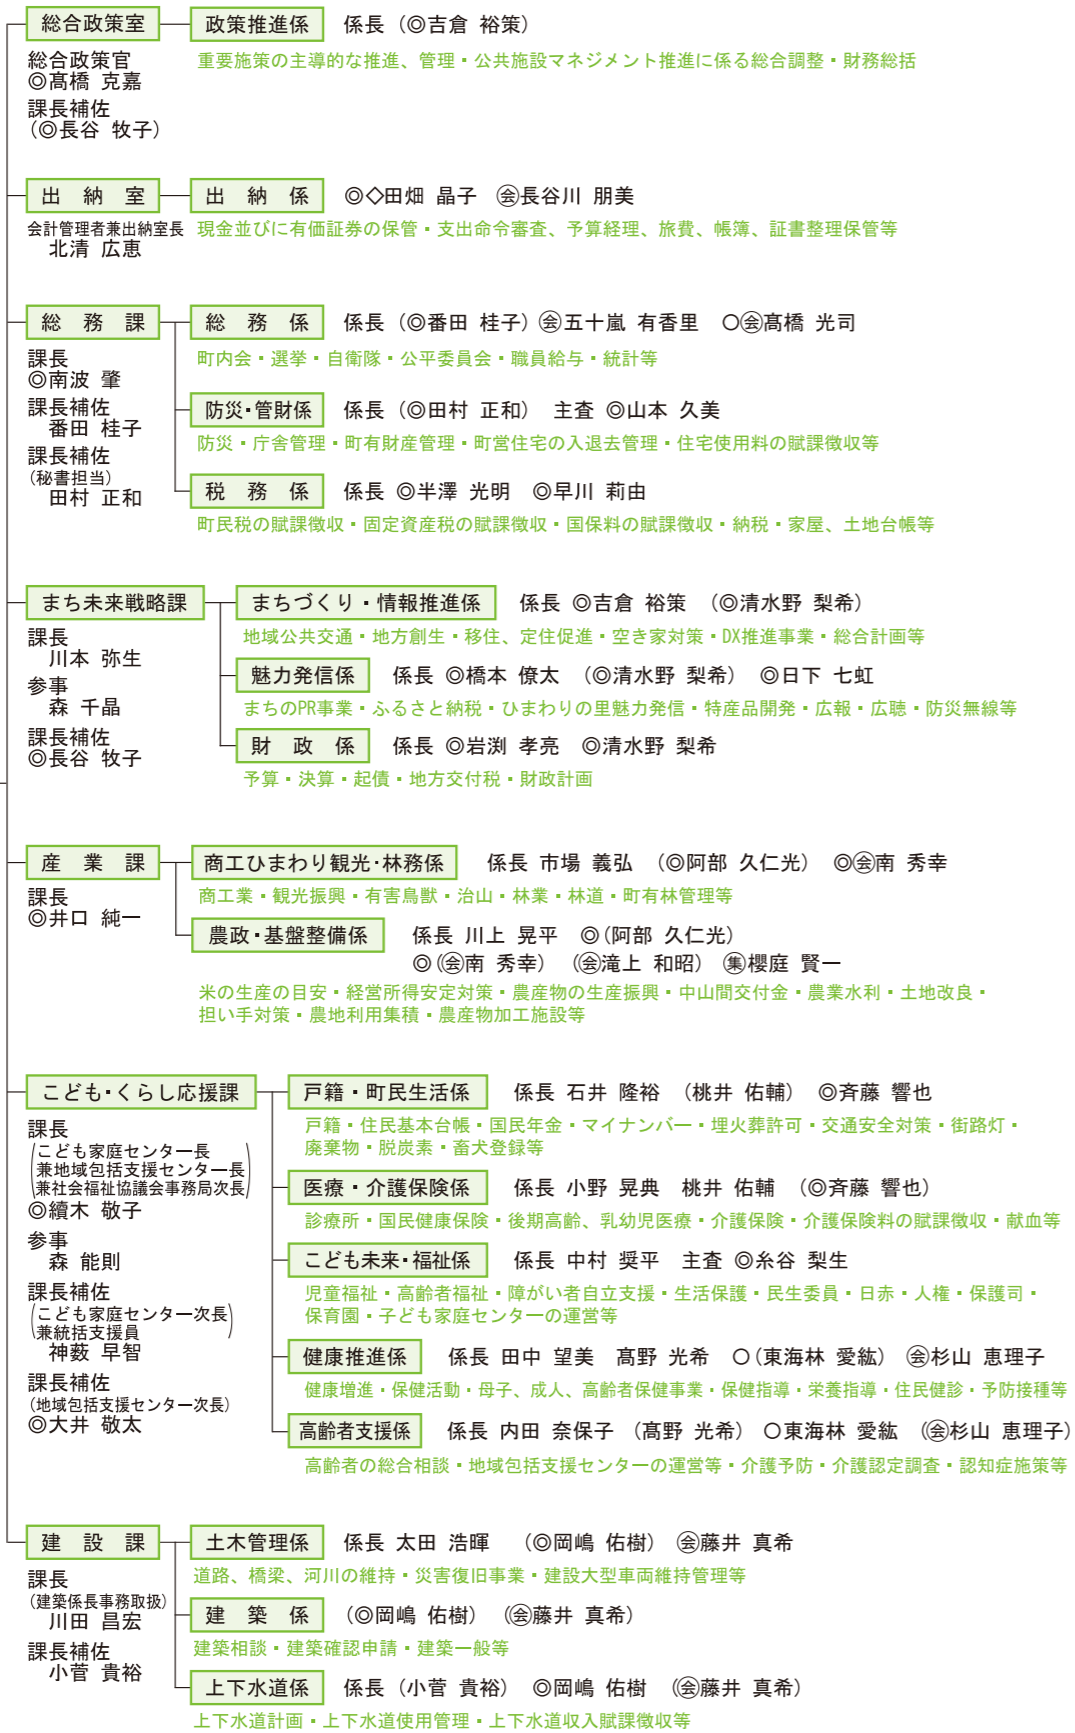 総合政策室　政策推進係　係長（◎吉倉 裕策）
総合政策官　重要施策の主導的な推進、管理・公共施設マネジメント推進に係る総合調整・財務総括
◎髙橋 克嘉
課長補佐
（◎長谷 牧子）
出納室　出納係　◎◇田畑 晶子　㊓長谷川 朋美
会計管理者兼出納室長　現金並びに有価証券の保管・支出命令審査、予算経理、旅費、帳簿、証書整理保管等
北清 広恵
総務課　総務係　係長（◎番田 桂子）㊓五十嵐 有香里　○㊓髙橋 光司
課長　町内会・選挙・自衛隊・公平委員会・職員給与・統計等
◎南波 肇
課長補佐　防災・管財係　係長（◎田村 正和）　主査 ◎山本 久美
番田 桂子　防災・庁舎管理・町有財産管理・町営住宅の入退去管理・住宅使用料の賦課徴収等
課長補佐
（秘書担当）
田村 正和　税務係　係長 ◎半澤 光明　◎早川 莉由
町民税の賦課徴収・固定資産税の賦課徴収・国保料の賦課徴収・納税・家屋、土地台帳等
まち未来戦略課　まちづくり・情報推進係　係長 ◎吉倉 裕策　（◎清水野 梨希）
課長　地域公共交通・地方創生・移住、定住促進・空き家対策・DX推進事業・総合計画等
川本 弥生
参事　魅力発信係　係長 ◎橋本 僚太　（◎清水野 梨希）　◎日下 七虹
森 千晶　まちのPR事業・ふるさと納税・ひまわりの里魅力発信・特産品開発・広報・広聴・防災無線等
課長補佐　財政係　係長 ◎岩渕 孝亮　◎清水野 梨希
◎長谷 牧子
予算・決算・起債・地方交付税・財政計画
産業課　商工ひまわり観光・林務係　係長 市場 義弘　（◎阿部 久仁光）　◎㊓南 秀幸
課長　商工業・観光振興・有害鳥獣・治山・林業・林道・町有林管理等
◎井口 純一
農政・基盤整備係　係長 川上 晃平　◎（阿部 久仁光）
◎（㊓南 秀幸）　（㊓滝上 和昭）　集櫻庭 賢一
米の生産の目安・経営所得安定対策・農産物の生産振興・中山間交付金・農業水利・土地改良・
担い手対策・農地利用集積・農産物加工施設等
こども・くらし応援課　戸籍・町民生活係　係長 石井 隆裕　（桃井 佑輔）　◎斉藤 響也
課長　戸籍・住民基本台帳・国民年金・マイナンバー・埋火葬許可・交通安全対策・街路灯・
（こども家庭センター長　廃棄物・脱炭素・畜犬登録等
兼地域包括支援センター長
兼社会福祉協議会事務局次長）　医療・介護保険係　係長 小野 晃典　桃井 佑輔　（◎斉藤 響也）
◎續木 敬子　診療所・国民健康保険・後期高齢、乳幼児医療・介護保険・介護保険料の賦課徴収・献血等
参事
森 能則　こども未来・福祉係　係長 中村 奨平　主査 ◎糸谷 梨生
課長補佐　児童福祉・高齢者福祉・障がい者自立支援・生活保護・民生委員・日赤・人権・保護司・
（こども家庭センター次長　保育園・子ども家庭センターの運営等
兼統括支援員）
神薮 早智　健康推進係　係長 田中 望美　髙野 光希　○（東海林 愛紘）　㊓杉山 恵理子
課長補佐　健康増進・保健活動・母子、成人、高齢者保健事業・保健指導・栄養指導・住民健診・予防接種等
（地域包括支援センター次長）
◎大井 敬太　高齢者支援係　係長 内田 奈保子　（髙野 光希）　○東海林 愛紘　（㊓杉山 恵理子）
高齢者の総合相談・地域包括支援センターの運営等・介護予防・介護認定調査・認知症施策等
建設課　土木管理係　係長 太田 浩暉　（◎岡嶋 佑樹）　㊓藤井 真希
課長　道路、橋梁、河川の維持・災害復旧事業・建設大型車両維持管理等
（建築係長事務取扱）
川田 昌宏　建築係　（◎岡嶋 佑樹）　（㊓藤井 真希）
課長補佐　建築相談・建築確認申請・建築一般等
小菅 貴裕
上下水道係　係長（小菅 貴裕）　◎岡嶋 佑樹　（㊓藤井 真希）
上下水道計画・上下水道使用管理・上下水道収入賦課徴収等